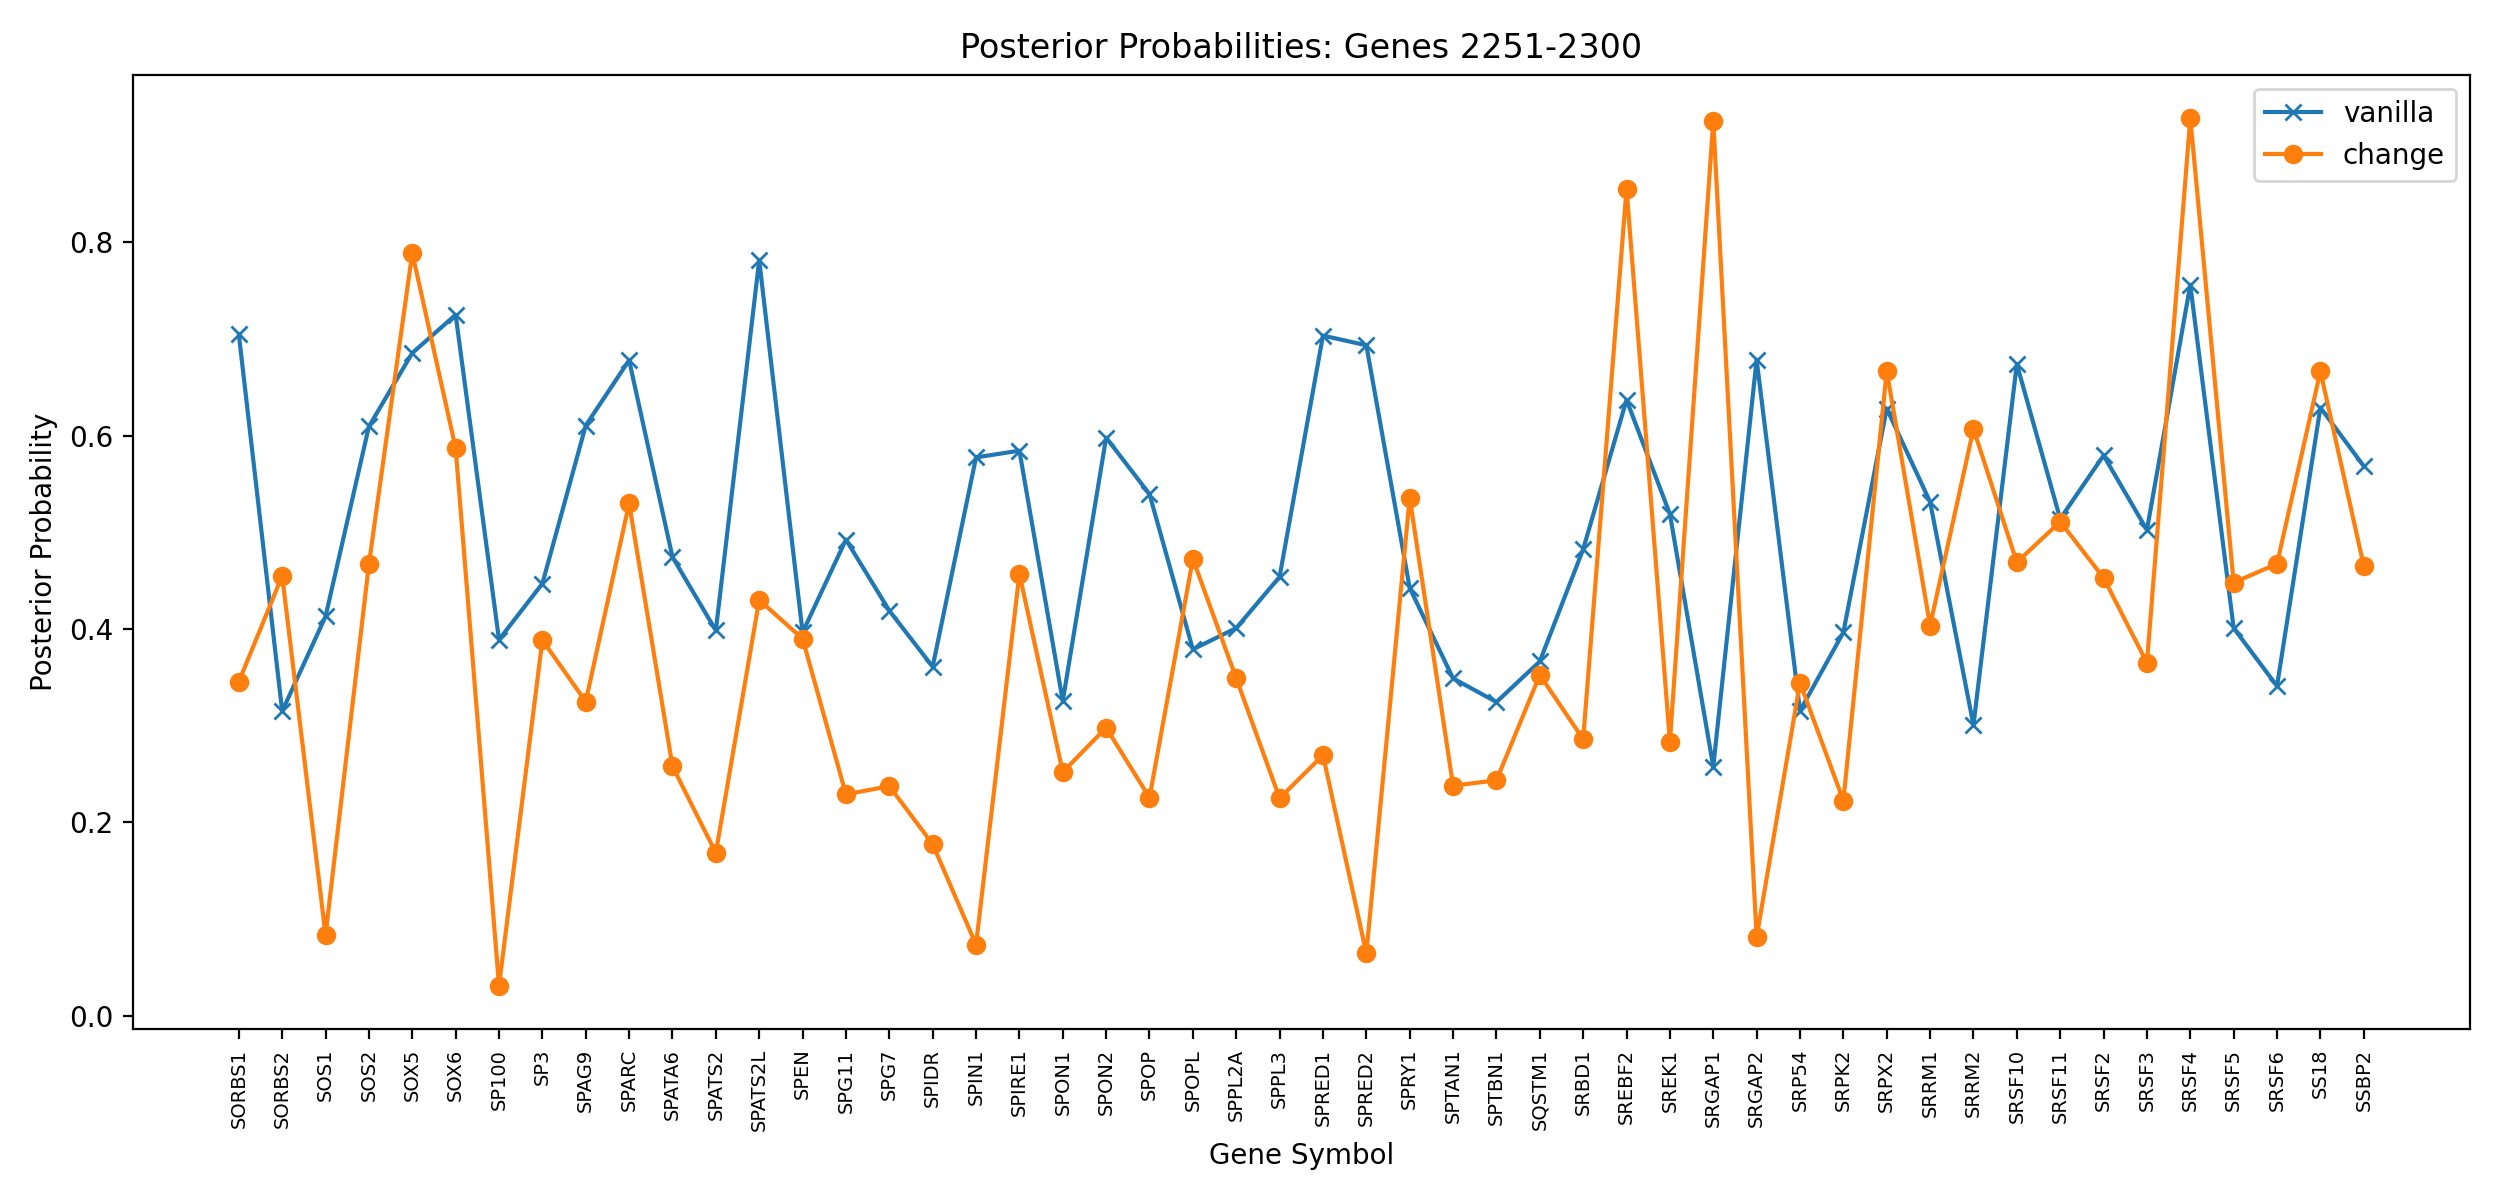 Posterior Probabilities: Genes 2251-2300
vanilla
change
Posterior Probability
0.8
0.6
0.4
0.2
0.0
SORBS1
SORBS2
SOS1
SOS2
SOX5
SOX6
SP100
SP3
SPAG9
SPARC
SPATA6
SPATS2
SPATS2L
SPEN
SPG11
SPG7
SPIDR
SPIN1
SPIRE1
SPON1
SPON2
SPOP
SPOPL
SPPL2A
SPPL3
SPRED1
SPRED2
SPRY1
SPTAN1
SPTBN1
SQSTM1
SRBD1
SREBF2
SREK1
SRGAP1
SRGAP2
SRP54
SRPK2
SRPX2
SRRM1
SRRM2
SRSF10
SRSF11
SRSF2
SRSF3
SRSF4
SRSF5
SRSF6
SS18
SSBP2
Gene Symbol